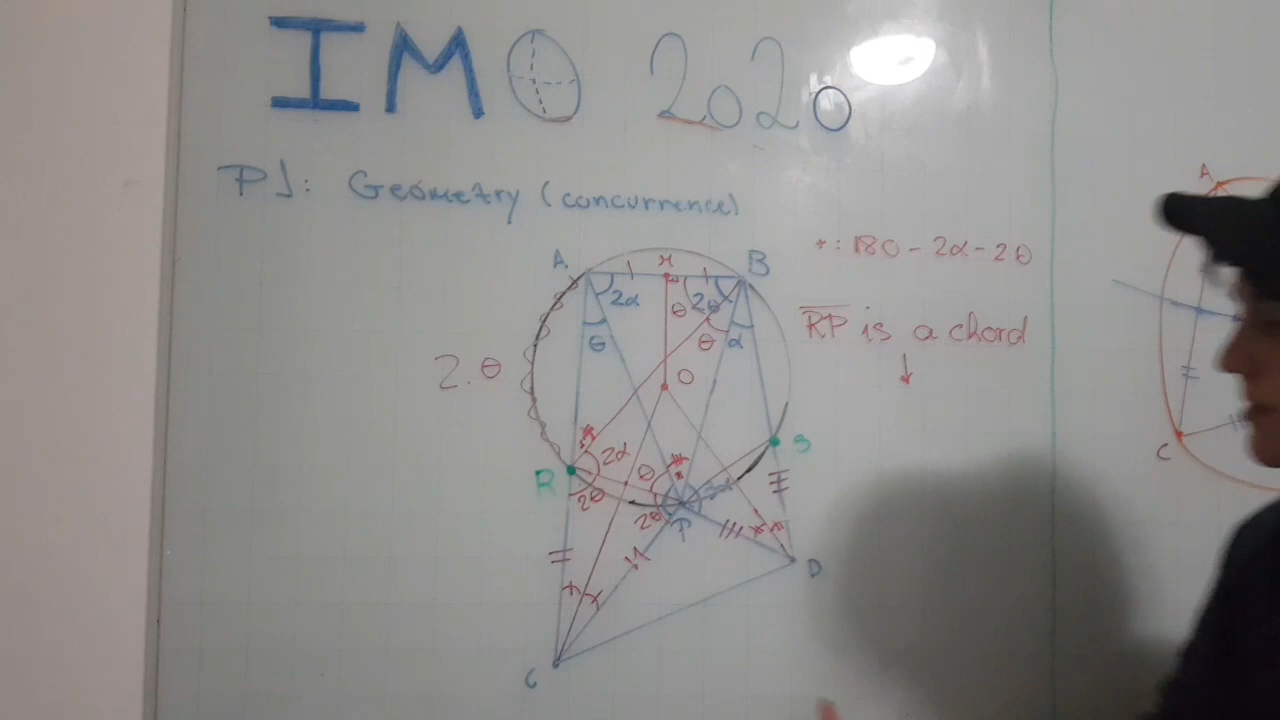 IMO 2020
P1: Geometry (concurrence)
*: 180 - 2α - 2θ
RP is a chord
↓
A
M
B
2α
θ
2θ
θ
θ
α
2.θ
O
R
2α
2θ
θ
2θ
P
S
D
C
A
C